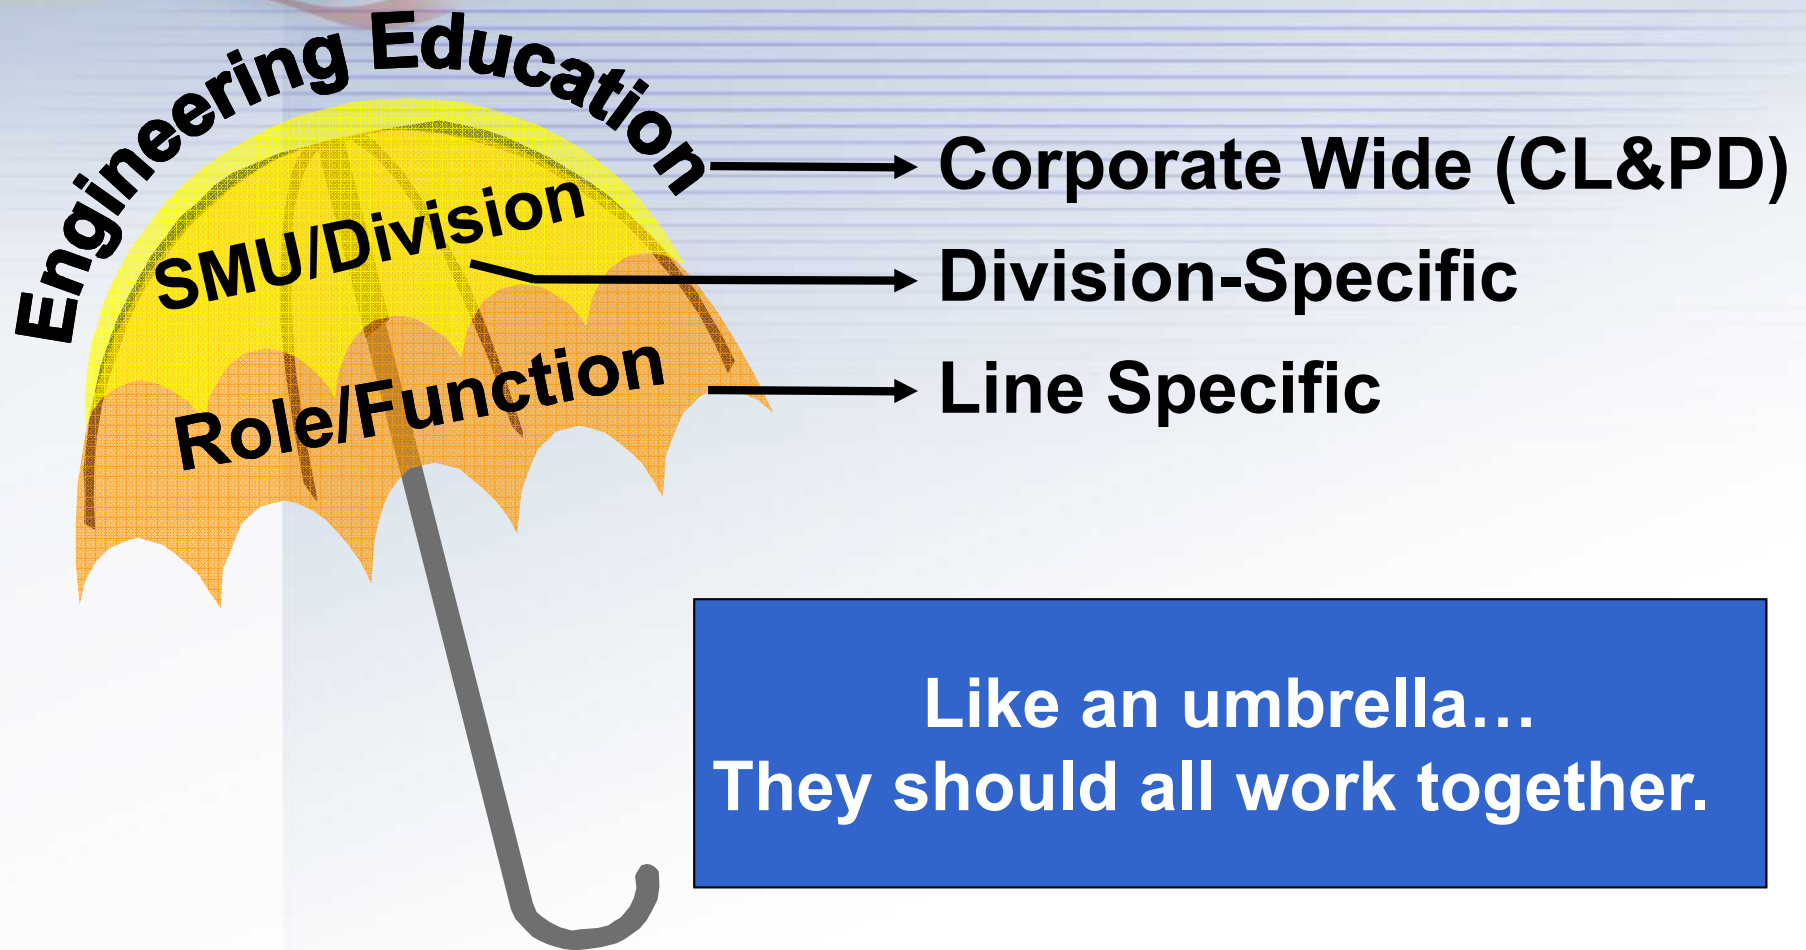 Engineering Education
SMU/Division
Role/Function
Corporate Wide (CL&PD)
Division-Specific
Line Specific
Like an umbrella…
They should all work together.